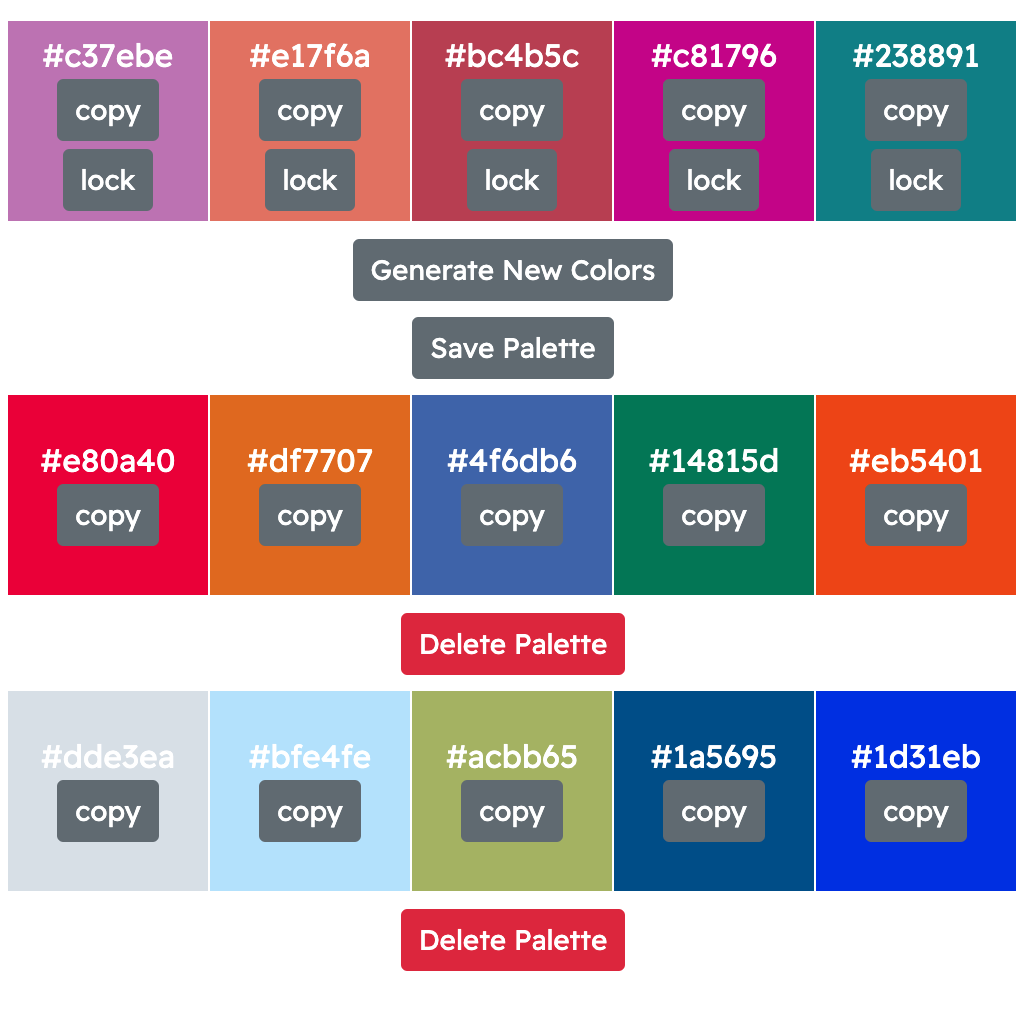 #c37ebe #e17f6a #bc4b5c #c81796 #238891
copy copy copy copy copy
lock lock lock lock lock
Generate New Colors
Save Palette
#e80a40 #df7707 #4f6db6 #14815d #eb5401
copy copy copy copy copy
Delete Palette
#dde3ea #bfe4fe #acbb65 #1a5695 #1d31eb
copy copy copy copy copy
Delete Palette